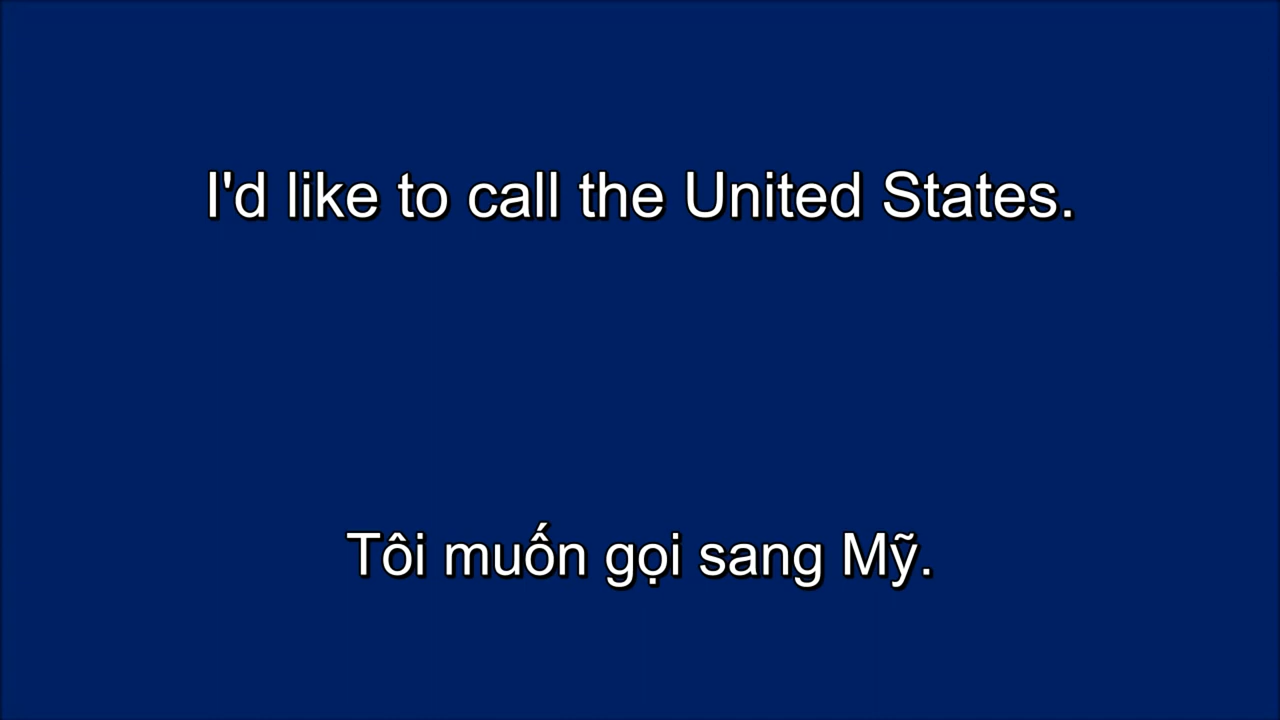 I'd like to call the United States.
Tôi muốn gọi sang Mỹ.